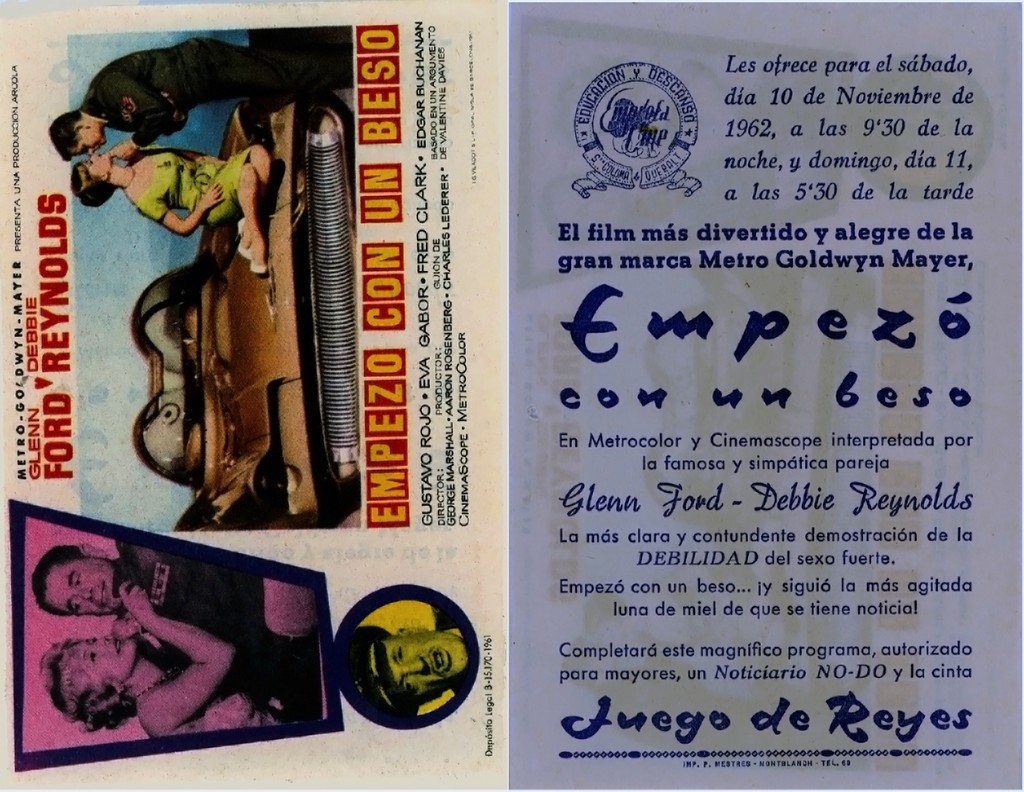 METRO-GOLDWYN-MAYER PRESENTA UNA PRODUCCION ARCOLA
GLENN DEBBIE
FORD REYNOLDS
EMPEZO CON UN BESO
GUSTAVO ROJO • EVA GABOR • FRED CLARK • EDGAR BUCHANAN
DIRECTOR: PRODUCTOR: GUION DE BASADO EN UN ARGUMENTO
GEORGE MARSHALL • AARON ROSENBERG • CHARLES LEDERER • DE VALENTINE DAVIES
CINEMASCOPE • METROCOLOR
Depósito Legal B-15.170-1961
EDUCACION Y DESCANSO
STA COLOMA de QUERALT
Les ofrece para el sábado,
día 10 de Noviembre de
1962, a las 9'30 de la
noche, y domingo, día 11,
a las 5'30 de la tarde
El film más divertido y alegre de la
gran marca Metro Goldwyn Mayer,
Empezó
con un beso
En Metrocolor y Cinemascope interpretada por
la famosa y simpática pareja
Glenn Ford - Debbie Reynolds
La más clara y contundente demostración de la
DEBILIDAD del sexo fuerte.
Empezó con un beso... ¡y siguió la más agitada
luna de miel de que se tiene noticia!
Completará este magnífico programa, autorizado
para mayores, un Noticiario NO-DO y la cinta
Juego de Reyes
IMP. P. MESTRES - MONTBLANCH - TEL. 69